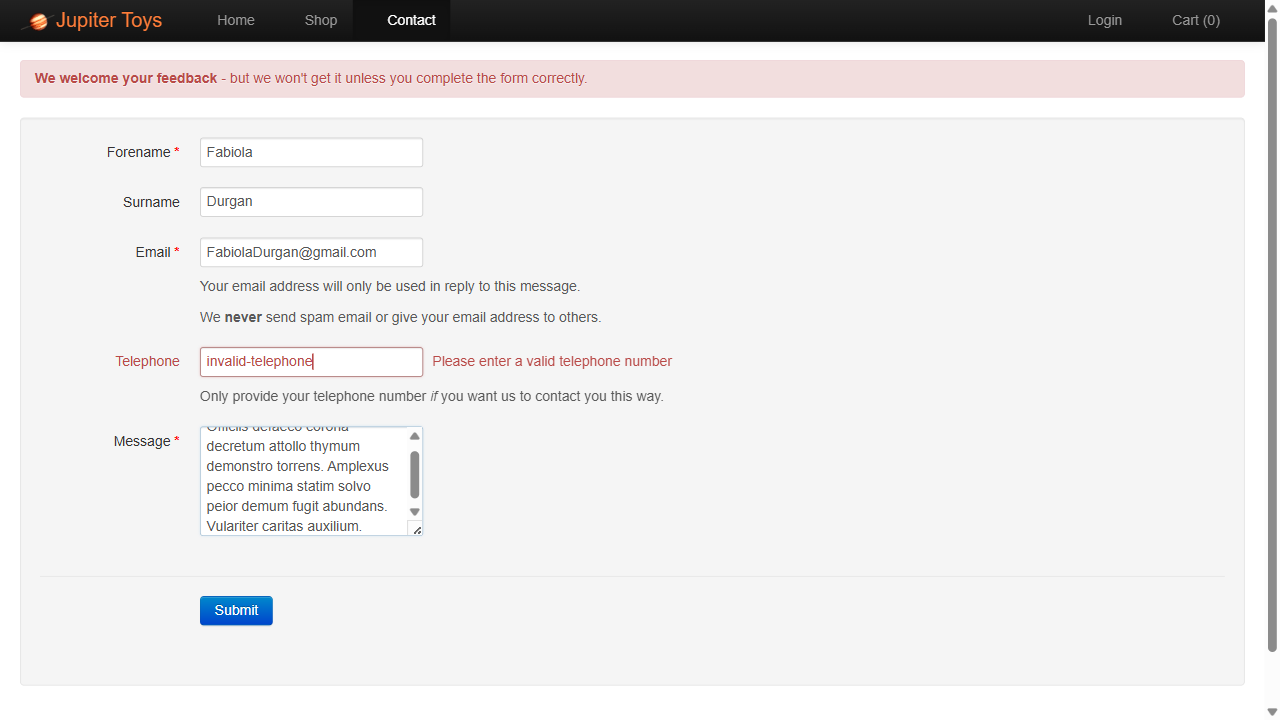 Jupiter Toys Home Shop Contact Login Cart (0)
We welcome your feedback - but we won't get it unless you complete the form correctly.
Forename * Fabiola
Surname Durgan
Email * FabiolaDurgan@gmail.com
Your email address will only be used in reply to this message.
We never send spam email or give your email address to others.
Telephone invalid-telephone Please enter a valid telephone number
Only provide your telephone number if you want us to contact you this way.
Officiis defaeco corona
Message * decretum attollo thymum
demonstro torrens. Amplexus
pecco minima statim solvo
peior demum fugit abundans.
Vulariter caritas auxilium.
Submit